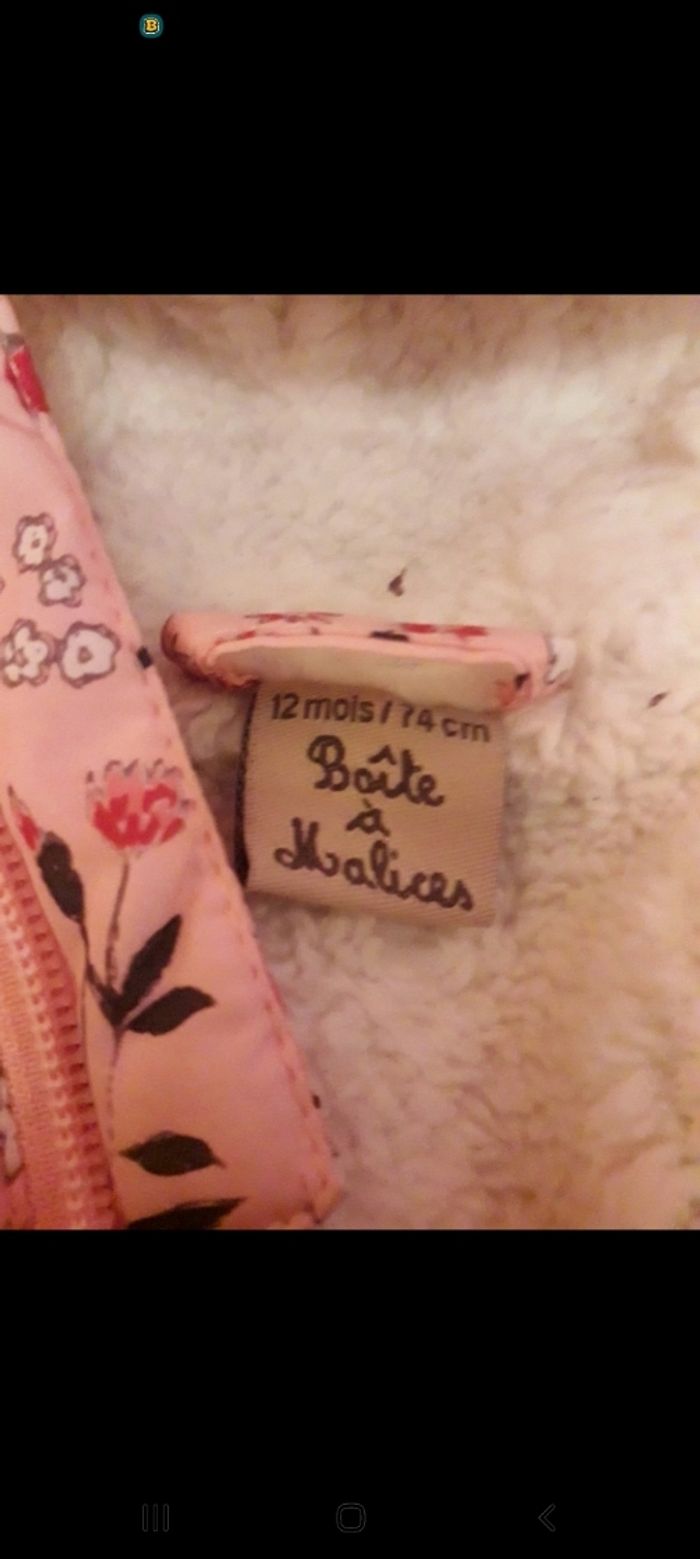 12 mois / 74 cm
Boîte
à
Malices